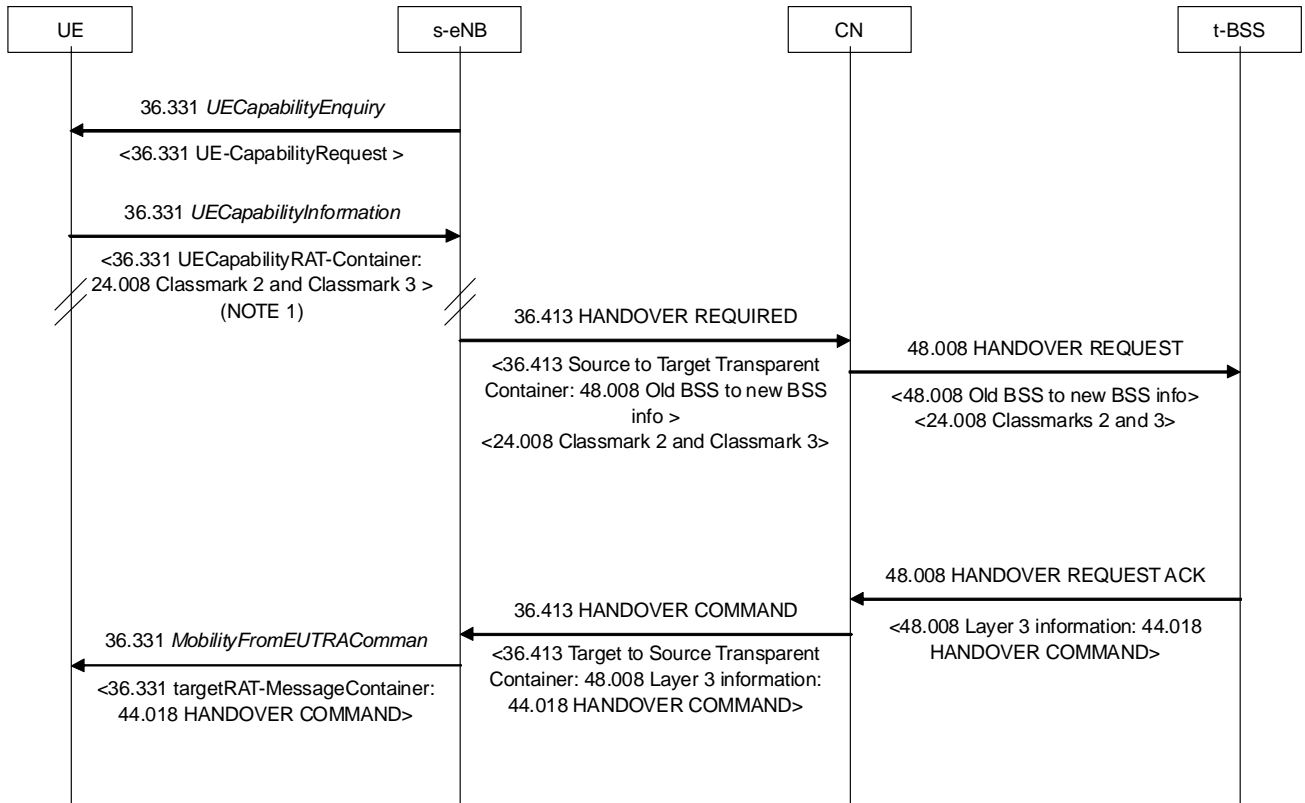 UE
s-eNB
CN
t-BSS
36.331 UECapabilityEnquiry
<36.331 UE-CapabilityRequest >
36.331 UECapabilityInformation
<36.331 UECapabilityRAT-Container:
24.008 Classmark 2 and Classmark 3 >
(NOTE 1)
36.413 HANDOVER REQUIRED
<36.413 Source to Target Transparent
Container: 48.008 Old BSS to new BSS
info >
<24.008 Classmark 2 and Classmark 3>
48.008 HANDOVER REQUEST
<48.008 Old BSS to new BSS info>
<24.008 Classmarks 2 and 3>
48.008 HANDOVER REQUEST ACK
<48.008 Layer 3 information: 44.018
HANDOVER COMMAND>
36.413 HANDOVER COMMAND
<36.413 Target to Source Transparent
Container: 48.008 Layer 3 information:
44.018 HANDOVER COMMAND>
36.331 MobilityFromEUTRAComman
<36.331 targetRAT-MessageContainer:
44.018 HANDOVER COMMAND>